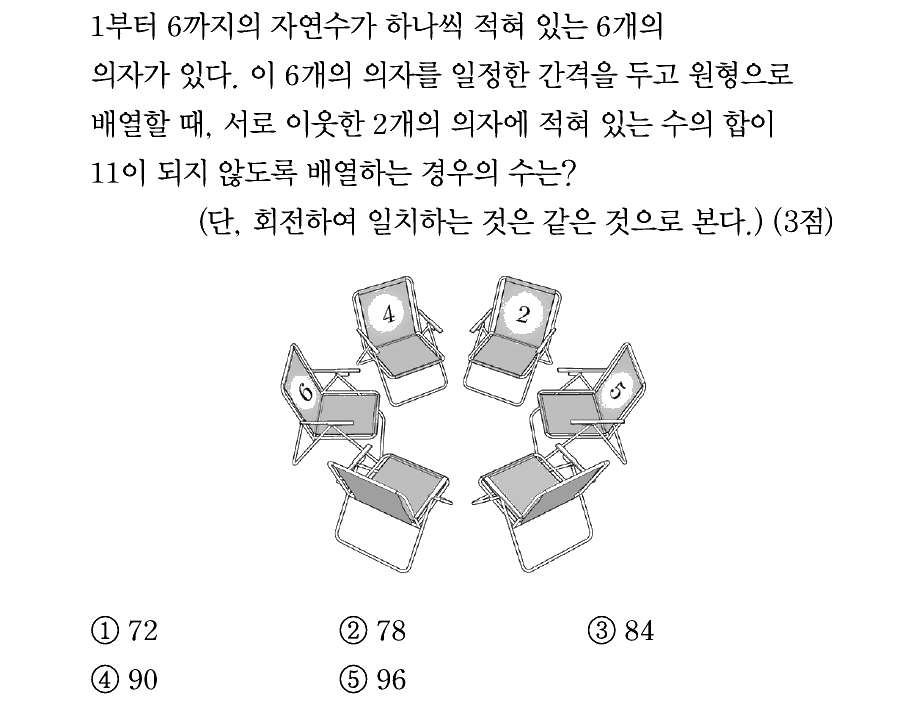 1부터 6까지의 자연수가 하나씩 적혀 있는 6개의
의자가 있다. 이 6개의 의자를 일정한 간격을 두고 원형으로
배열할 때, 서로 이웃한 2개의 의자에 적혀 있는 수의 합이
11이 되지 않도록 배열하는 경우의 수는?
(단, 회전하여 일치하는 것은 같은 것으로 본다.) (3점)
4 2
6 5
① 72 ② 78 ③ 84
④ 90 ⑤ 96